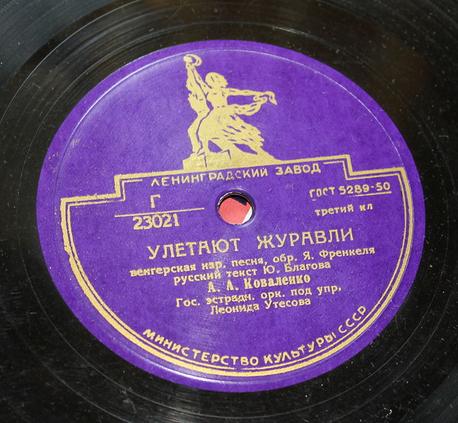 ЛЕНИНГРАДСКИЙ ЗАВОД
Г
23021
ГОСТ 5289-50
третий кл
УЛЕТАЮТ ЖУРАВЛИ
венгерская нар. песня, обр. Я. Френкеля
русский текст Ю. Благова
А. А. Коваленко
Гос. эстрадн. орк. под упр,
Леонида Утесова
МИНИСТЕРСТВО КУЛЬТУРЫ СССР